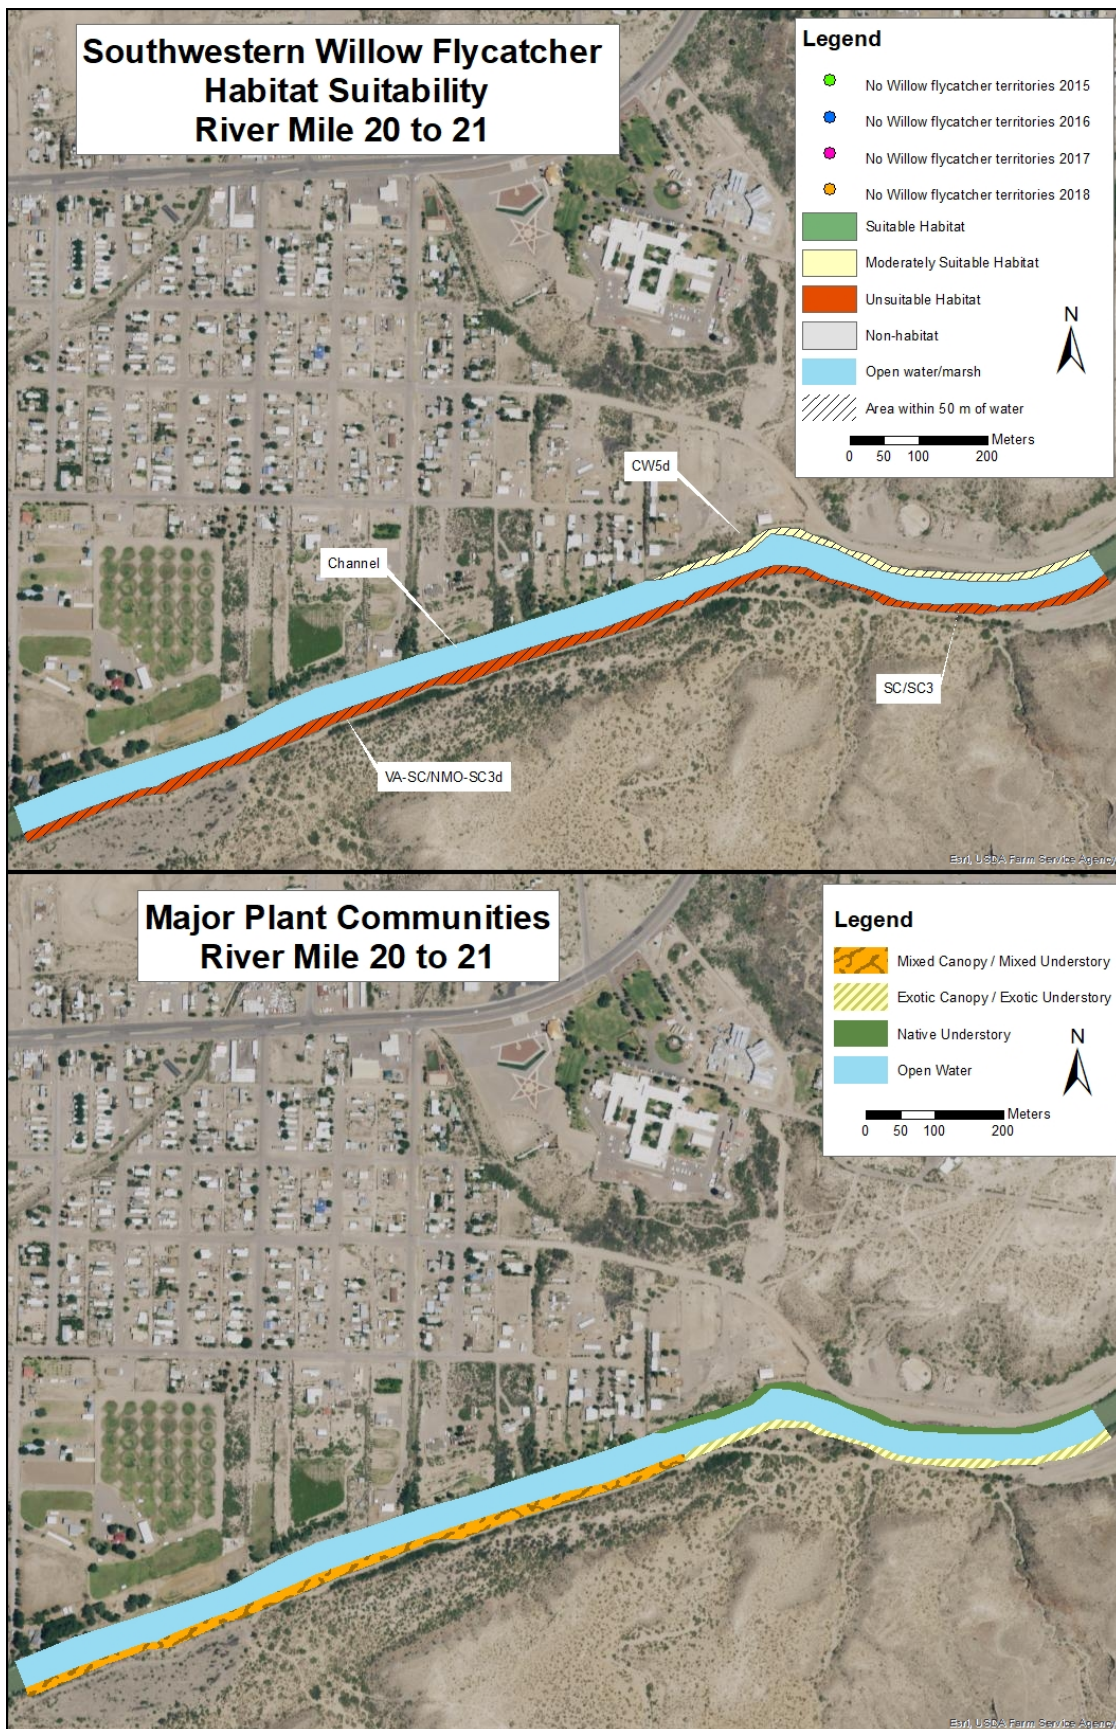 Southwestern Willow Flycatcher
Habitat Suitability
River Mile 20 to 21
Legend
No Willow flycatcher territories 2015
No Willow flycatcher territories 2016
No Willow flycatcher territories 2017
No Willow flycatcher territories 2018
Suitable Habitat
Moderately Suitable Habitat
Unsuitable Habitat
Non-habitat
Open water/marsh
Area within 50 m of water
N
Meters
0 50 100 200
CW5d
Channel
SC/SC3
VA-SC/NMO-SC3d
Esri, USDA Farm Service Agency
Major Plant Communities
River Mile 20 to 21
Legend
Mixed Canopy / Mixed Understory
Exotic Canopy / Exotic Understory
Native Understory
Open Water
N
Meters
0 50 100 200
Esri, USDA Farm Service Agency